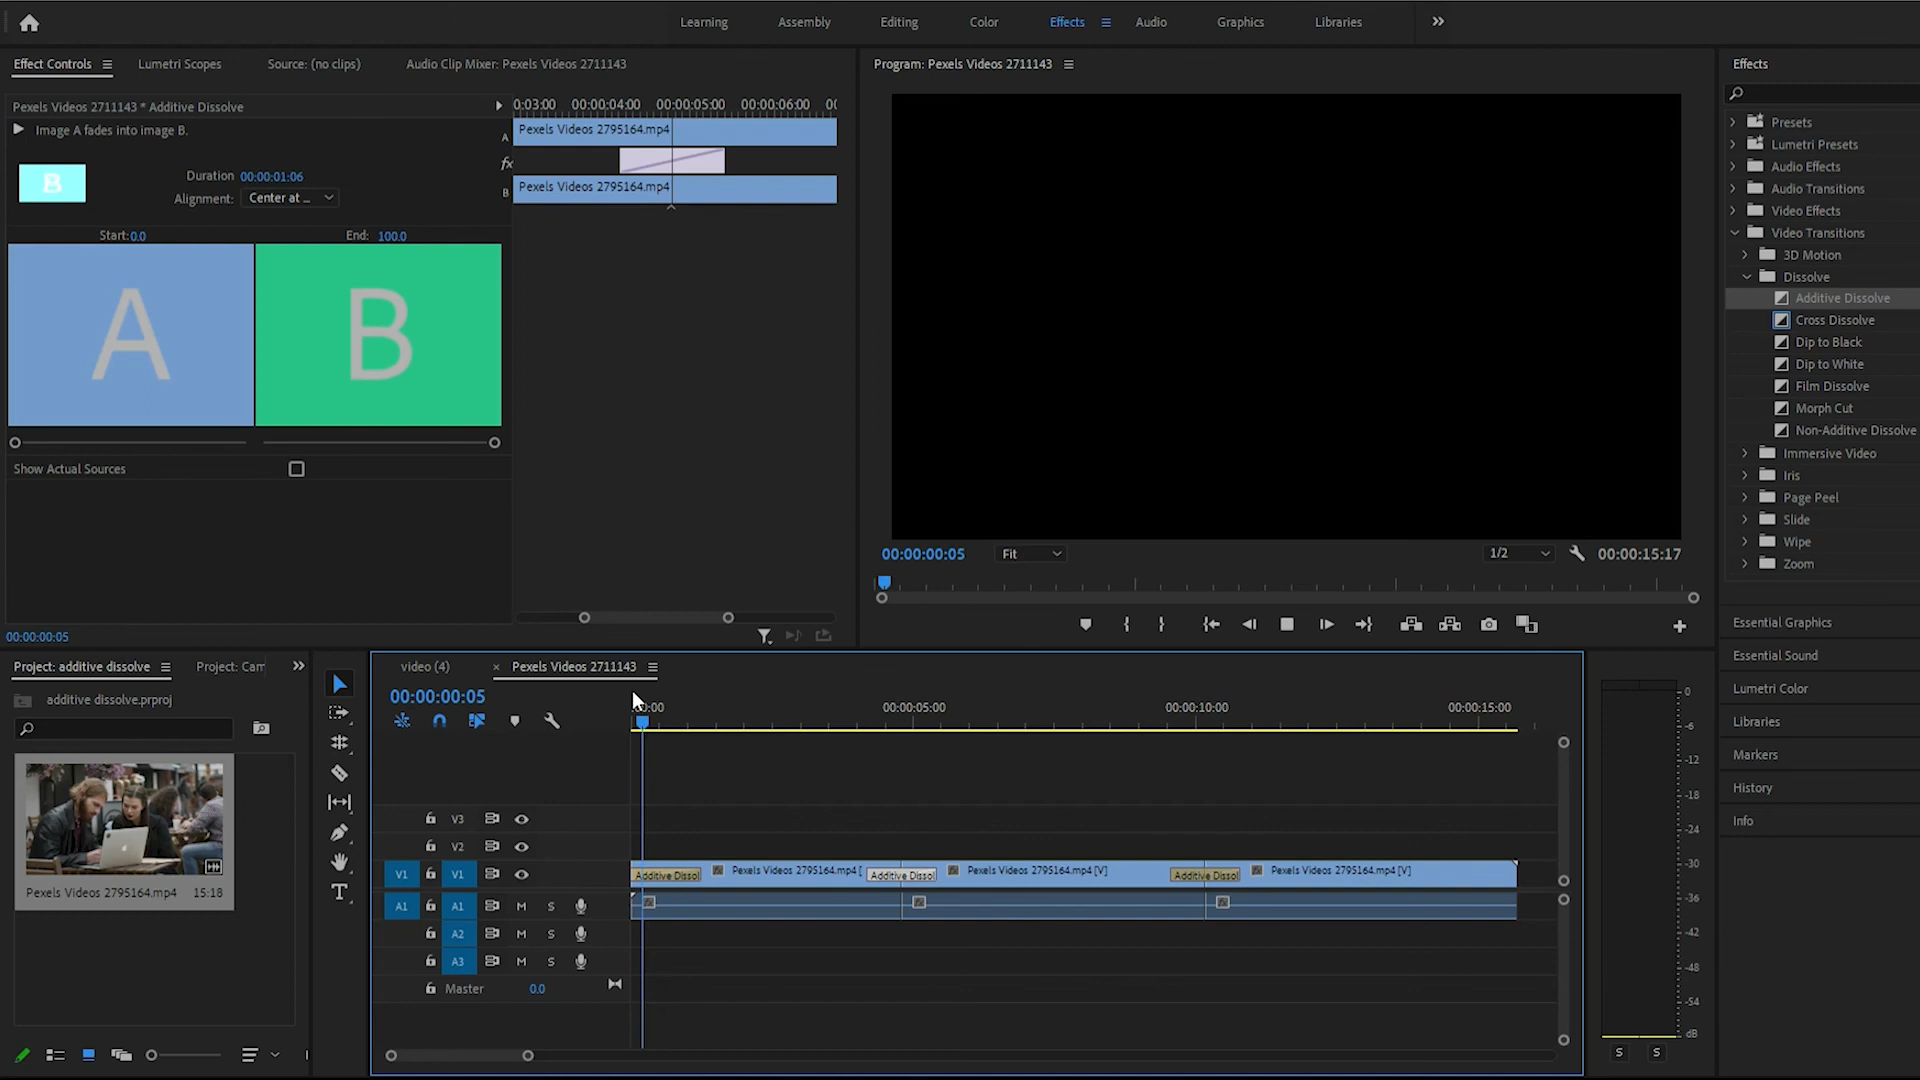 Learning Assembly Editing Color Effects Audio Graphics Libraries
Effect Controls Lumetri Scopes Source: (no clips) Audio Clip Mixer: Pexels Videos 2711143
Program: Pexels Videos 2711143
Effects
Pexels Videos 2711143 * Additive Dissolve
Image A fades into image B.
B
Duration 00:00:01:06
Alignment: Center at ...
Start: 0.0 End: 100.0
A B
Show Actual Sources
0:03:00 00:00:04:00 00:00:05:00 00:00:06:00
A Pexels Videos 2795164.mp4
fx
B Pexels Videos 2795164.mp4
00:00:00:05
00:00:00:05 Fit 1/2 00:00:15:17
Presets
Lumetri Presets
Audio Effects
Audio Transitions
Video Effects
Video Transitions
3D Motion
Dissolve
Additive Dissolve
Cross Dissolve
Dip to Black
Dip to White
Film Dissolve
Morph Cut
Non-Additive Dissolve
Immersive Video
Iris
Page Peel
Slide
Wipe
Zoom
Essential Graphics
Essential Sound
Lumetri Color
Libraries
Markers
History
Info
Project: additive dissolve Project: Cam
additive dissolve.prproj
Pexels Videos 2795164.mp4 15:18
video (4) × Pexels Videos 2711143
00:00:00:05
:00:00 00:00:05:00 00:00:10:00 00:00:15:00
V3
V2
V1 V1 Additive Dissol Pexels Videos 2795164.mp4 [ Additive Dissol Pexels Videos 2795164.mp4 [V] Additive Dissol Pexels Videos 2795164.mp4 [V]
A1 A1 M S
A2 M S
A3 M S
Master 0.0
0
-6
-12
-18
-24
-30
-36
-42
-48
-54
dB
S S